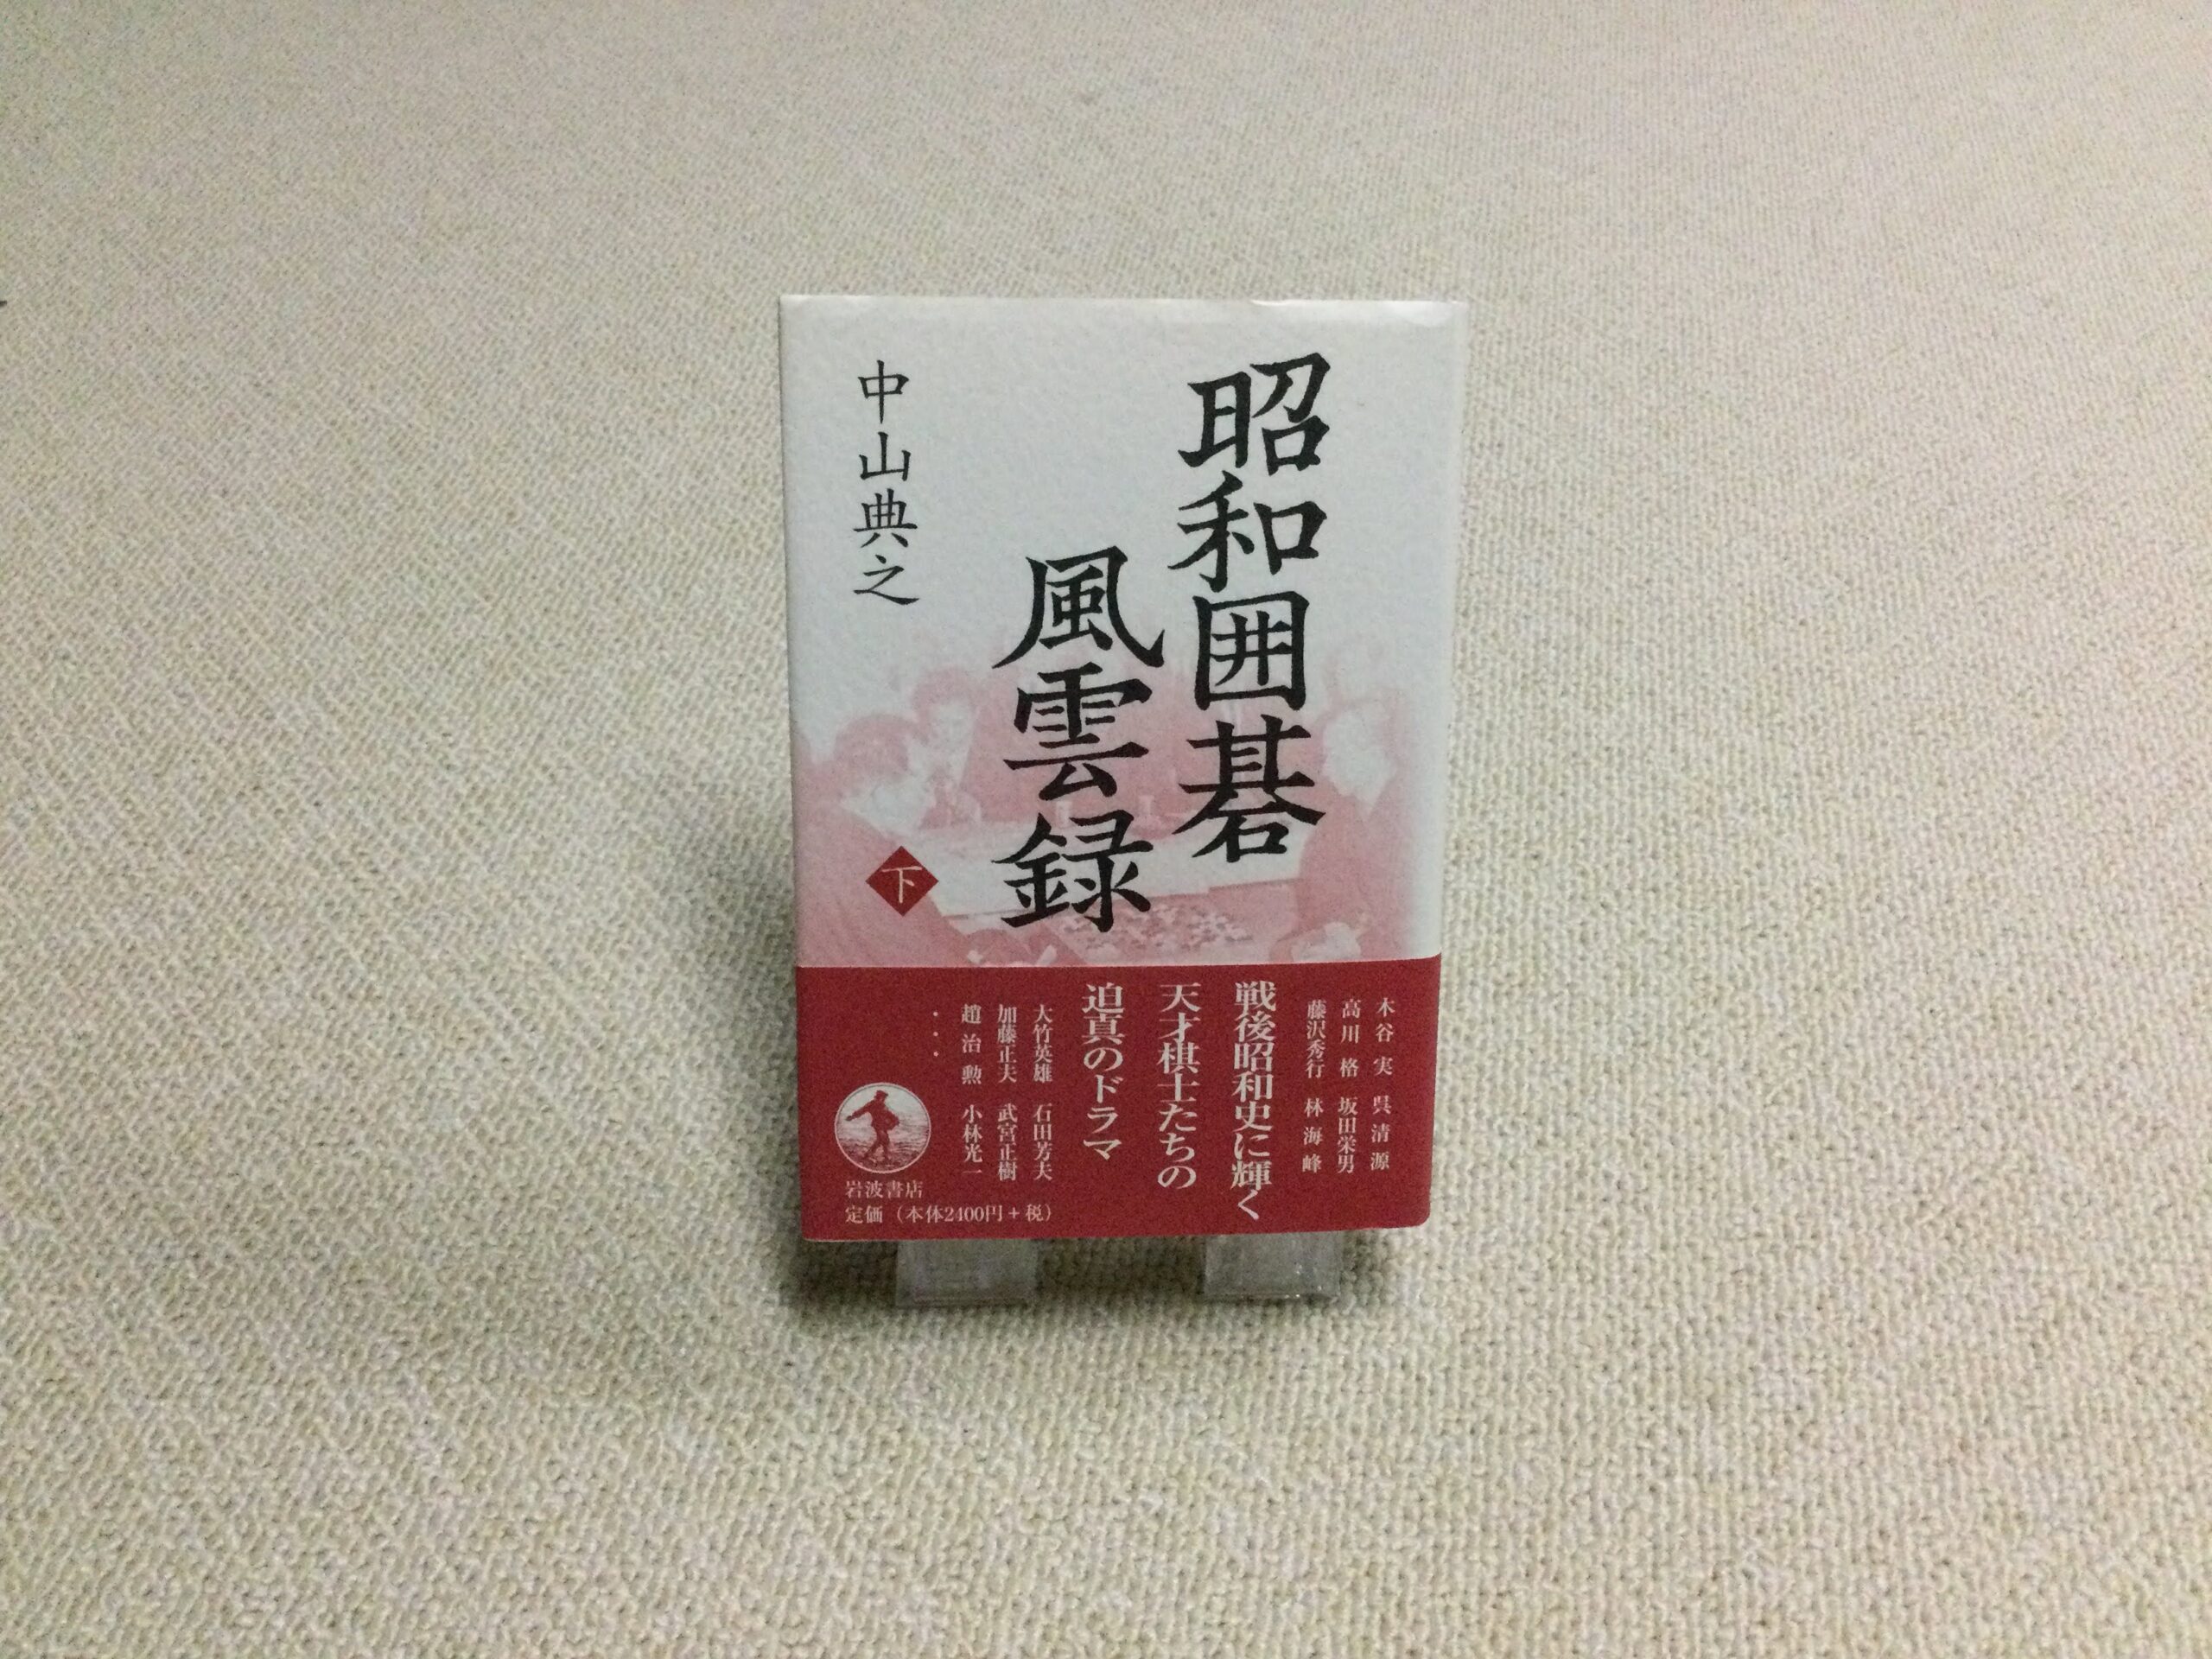 昭和囲碁
風雲録
中山典之
下
木谷実 呉清源
高川格 坂田栄男
藤沢秀行 林海峰
戦後昭和史に輝く
天才棋士たちの
迫真のドラマ
大竹英雄 石田芳夫
加藤正夫 武宮正樹
趙治勲 小林光一
・・・
岩波書店
定価（本体2400円+税）